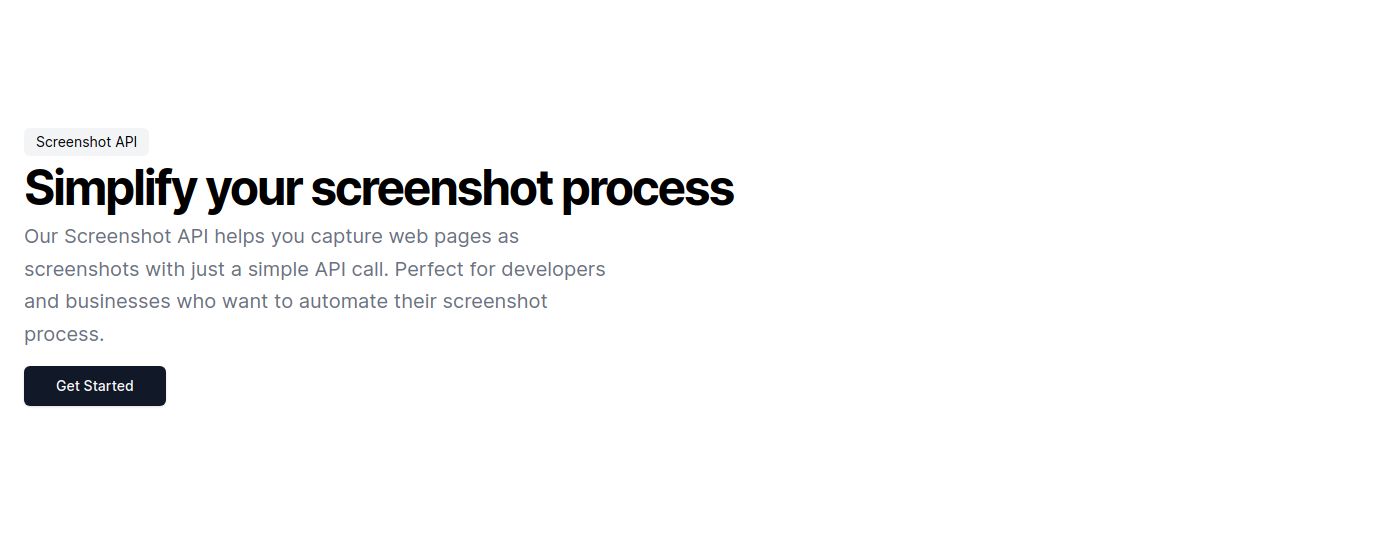 Screenshot API
Simplify your screenshot process
Our Screenshot API helps you capture web pages as
screenshots with just a simple API call. Perfect for developers
and businesses who want to automate their screenshot
process.
Get Started